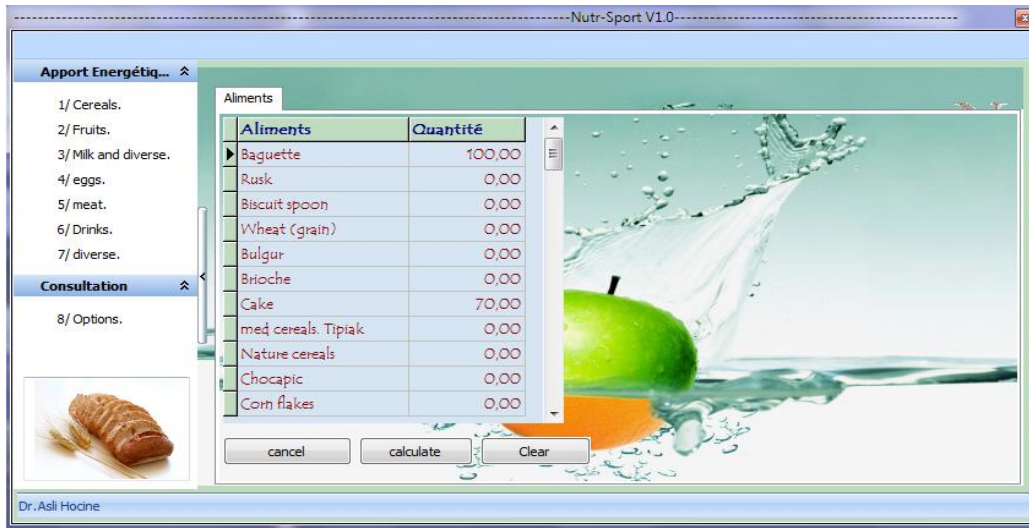 Nutr-Sport V1.0
Apport Energétiq...
1/ Cereals.
2/ Fruits.
3/ Milk and diverse.
4/ eggs.
5/ meat.
6/ Drinks.
7/ diverse.
Consultation
8/ Options.
Aliments
Aliments Quantité
Baguette 100,00
Rusk 0,00
Biscuit spoon 0,00
Wheat (grain) 0,00
Bulgur 0,00
Brioche 0,00
Cake 70,00
med cereals. Tipiak 0,00
Nature cereals 0,00
Chocapic 0,00
Corn flakes 0,00
cancel calculate Clear
Dr.Asli Hocine